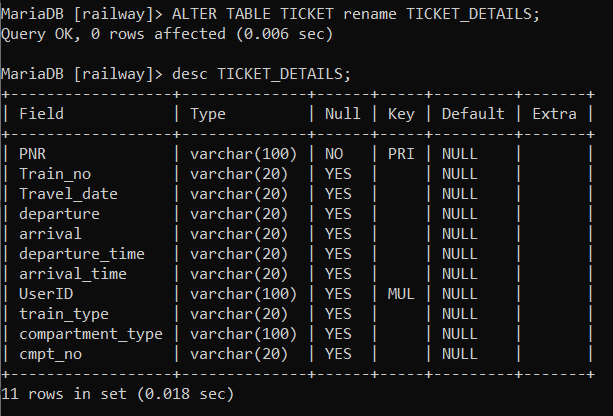 MariaDB [railway]> ALTER TABLE TICKET rename TICKET_DETAILS;
Query OK, 0 rows affected (0.006 sec)

MariaDB [railway]> desc TICKET_DETAILS;
+------------------+--------------+------+-----+---------+-------+
| Field            | Type         | Null | Key | Default | Extra |
+------------------+--------------+------+-----+---------+-------+
| PNR              | varchar(100) | NO   | PRI | NULL    |       |
| Train_no         | varchar(20)  | YES  |     | NULL    |       |
| Travel_date      | varchar(20)  | YES  |     | NULL    |       |
| departure        | varchar(20)  | YES  |     | NULL    |       |
| arrival          | varchar(20)  | YES  |     | NULL    |       |
| departure_time   | varchar(20)  | YES  |     | NULL    |       |
| arrival_time     | varchar(20)  | YES  |     | NULL    |       |
| UserID           | varchar(100) | YES  | MUL | NULL    |       |
| train_type       | varchar(20)  | YES  |     | NULL    |       |
| compartment_type | varchar(100) | YES  |     | NULL    |       |
| cmpt_no          | varchar(20)  | YES  |     | NULL    |       |
+------------------+--------------+------+-----+---------+-------+
11 rows in set (0.018 sec)